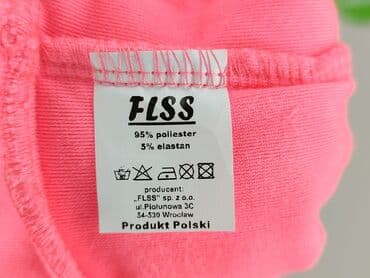 FLSS
95% poliester
5% elastan
producent:
„FLSS" sp. z o.o.
ul.Piołunowa 3C
54-530 Wrocław
Produkt Polski